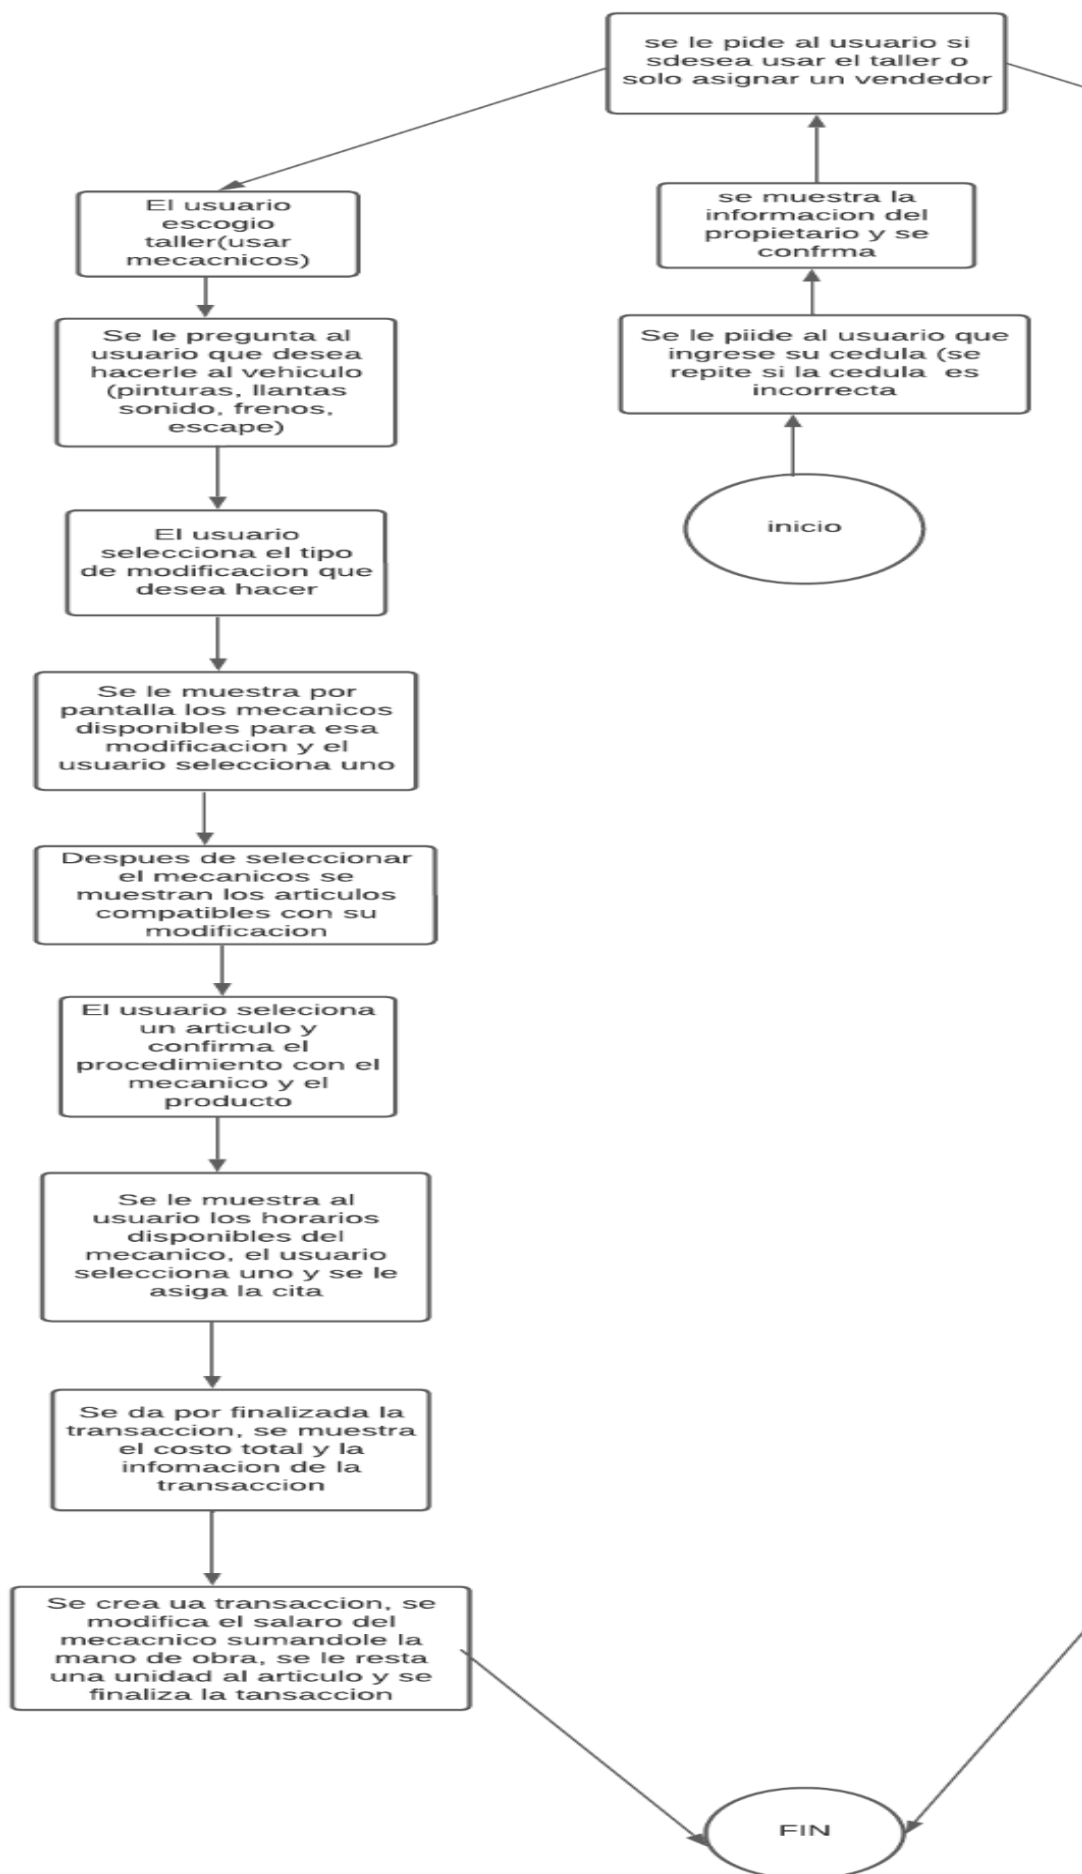 se le pide al usuario si
sdesea usar el taller o
solo asignar un vendedor
se muestra la
informacion del
propietario y se
confrma
Se le piide al usuario que
ingrese su cedula (se
repite si la cedula es
incorrecta
inicio
El usuario
escogio
taller(usar
mecacnicos)
Se le pregunta al
usuario que desea
hacerle al vehiculo
(pinturas, llantas
sonido, frenos,
escape)
El usuario
selecciona el tipo
de modificacion que
desea hacer
Se le muestra por
pantalla los mecanicos
disponibles para esa
modificacion y el
usuario selecciona uno
Despues de seleccionar
el mecanicos se
muestran los articulos
compatibles con su
modificacion
El usuario seleciona
un articulo y
confirma el
procedimiento con el
mecanico y el
producto
Se le muestra al
usuario los horarios
disponibles del
mecanico, el usuario
selecciona uno y se le
asiga la cita
Se da por finalizada la
transaccion, se muestra
el costo total y la
infomacion de la
transaccion
Se crea ua transaccion, se
modifica el salaro del
mecacnico sumandole la
mano de obra, se le resta
una unidad al articulo y se
finaliza la tansaccion
FIN